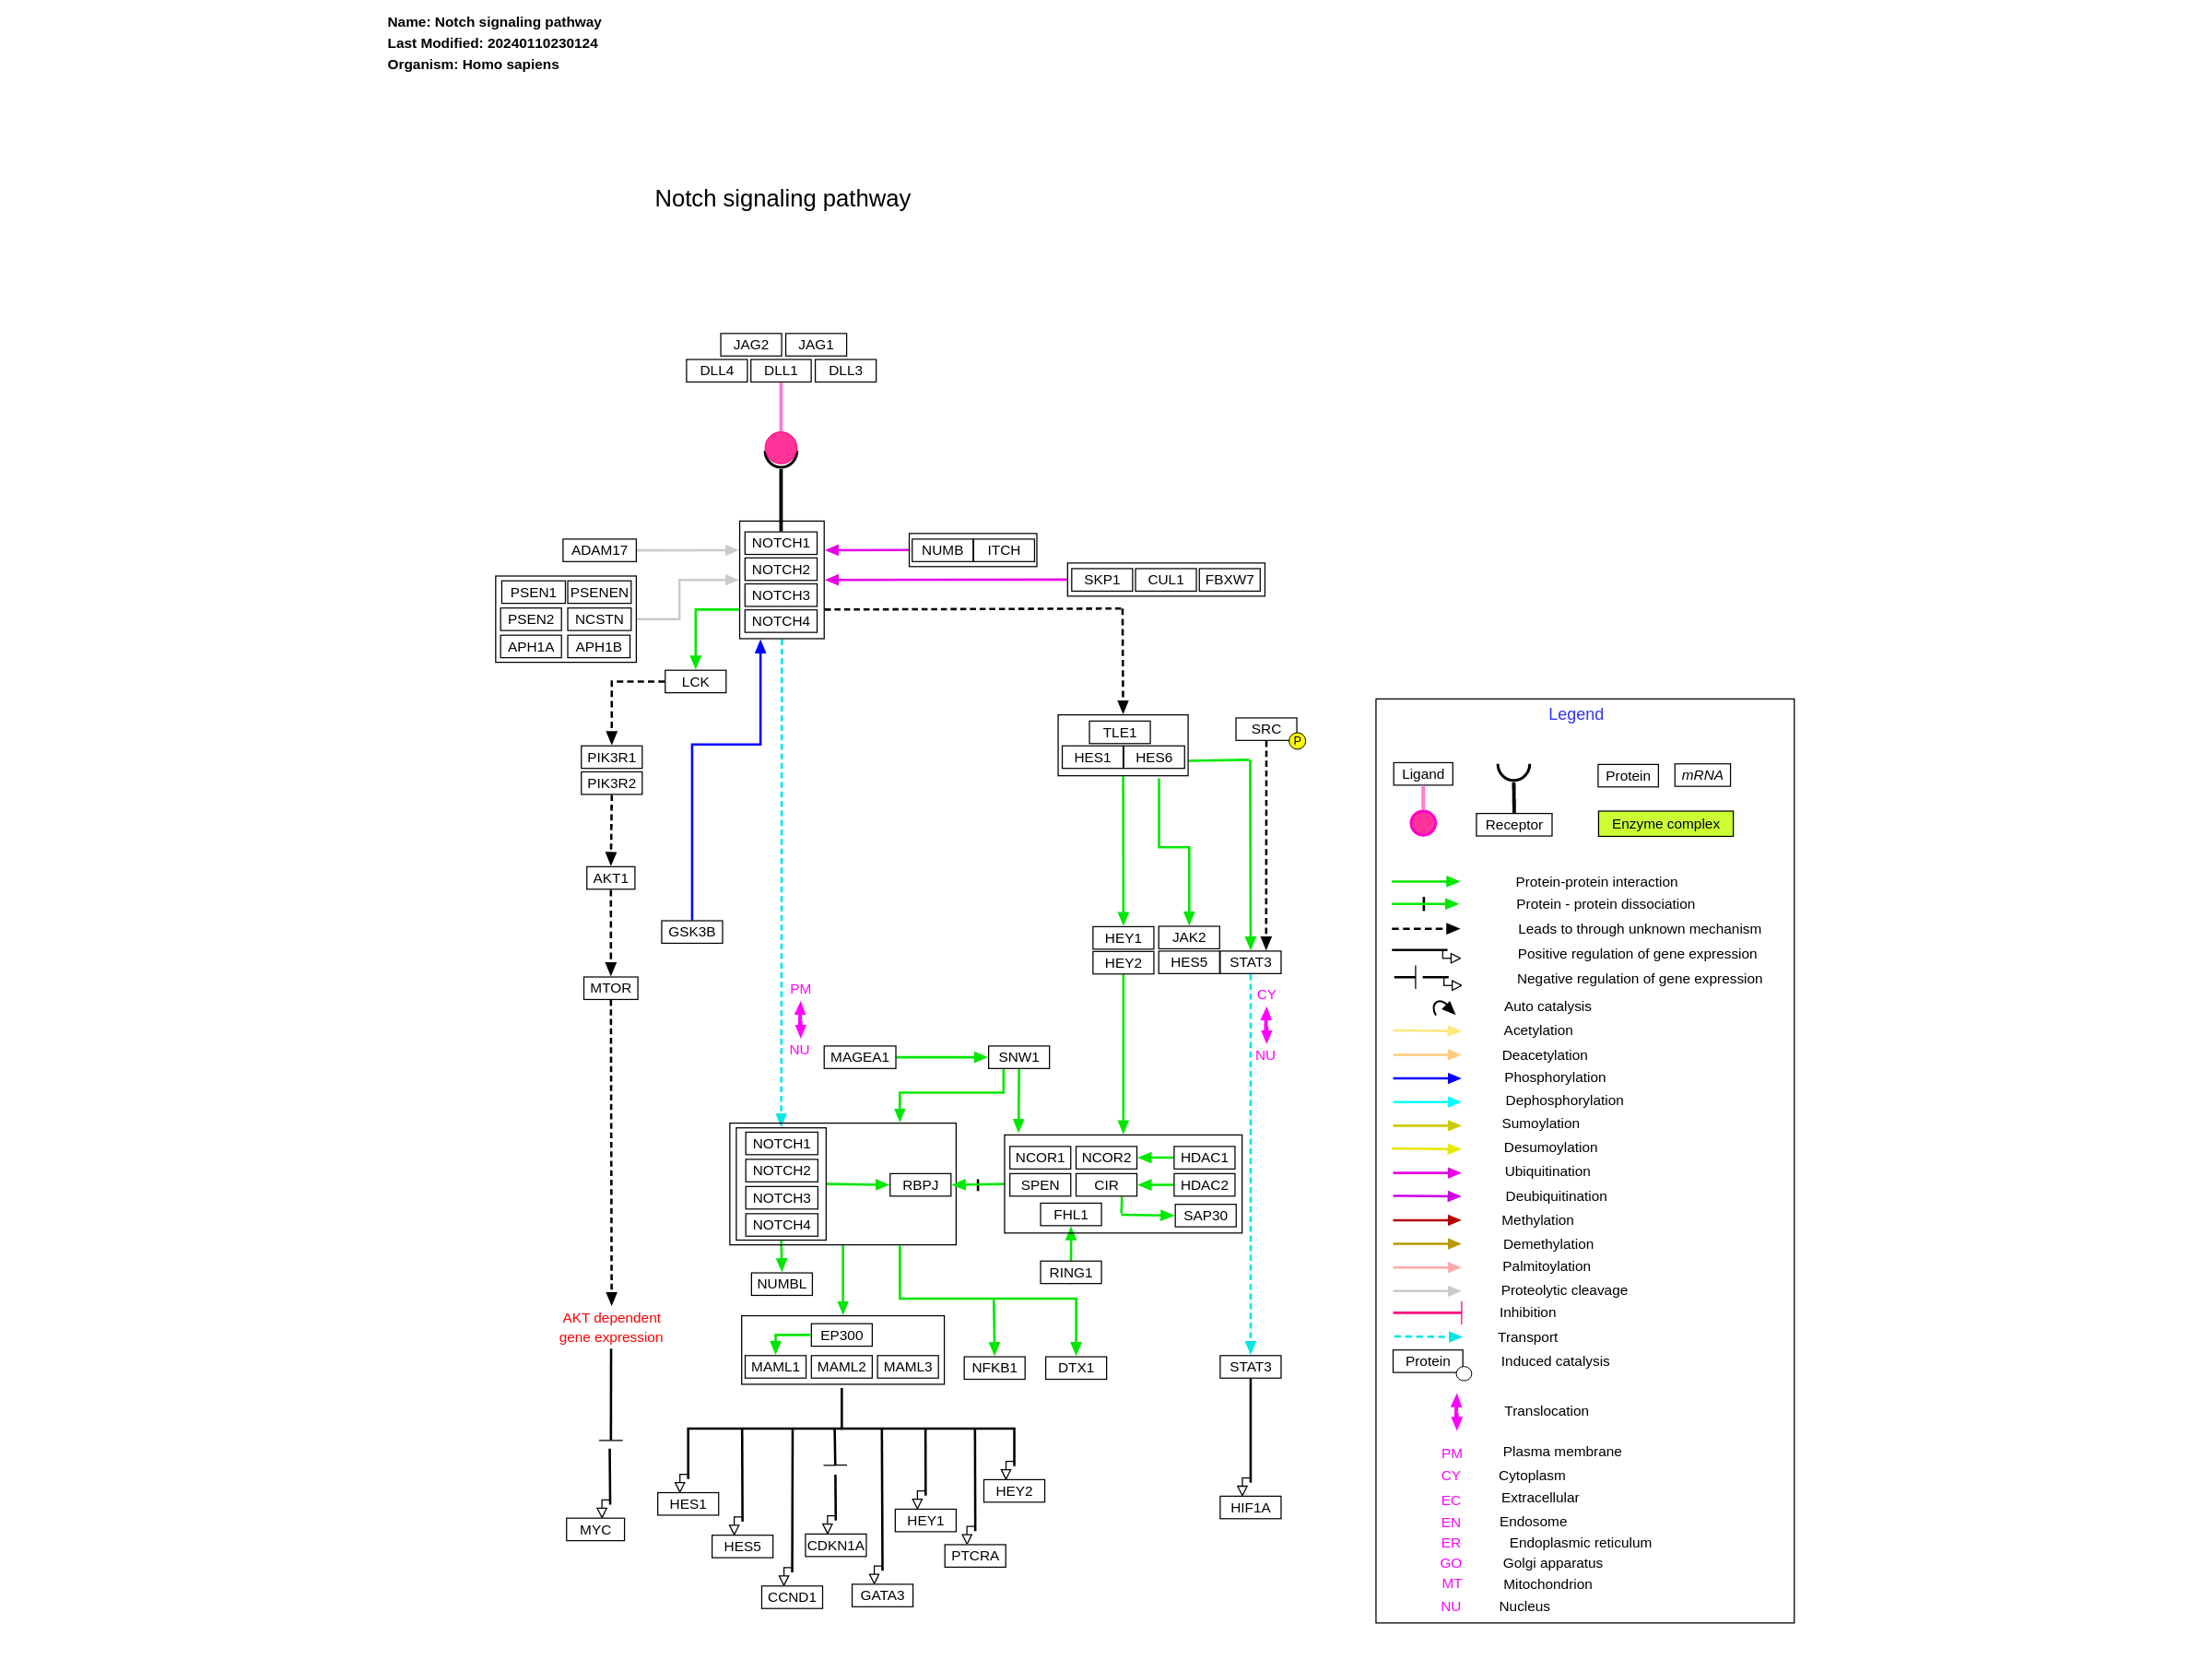 Name: Notch signaling pathway
Last Modified: 20240110230124
Organism: Homo sapiens
Notch signaling pathway
JAG2 JAG1
DLL4 DLL1 DLL3
NOTCH1
NOTCH2
NOTCH3
NOTCH4
ADAM17
NUMB ITCH
SKP1 CUL1 FBXW7
PSEN1 PSENEN
PSEN2 NCSTN
APH1A APH1B
LCK
PIK3R1
PIK3R2
AKT1
GSK3B
MTOR
TLE1
HES1 HES6
SRC
P
HEY1 JAK2
HEY2 HES5 STAT3
PM
NU
CY
NU
MAGEA1 SNW1
NOTCH1
NOTCH2
NOTCH3
NOTCH4
RBPJ
NCOR1 NCOR2 HDAC1
SPEN CIR HDAC2
FHL1 SAP30
RING1
NUMBL
AKT dependent
gene expression
EP300
MAML1 MAML2 MAML3
NFKB1 DTX1 STAT3
MYC
HES1
HES5
CCND1
CDKN1A
GATA3
HEY1
PTCRA
HEY2
HIF1A
Legend
Ligand
Receptor
Protein mRNA
Enzyme complex
Protein-protein interaction
Protein - protein dissociation
Leads to through unknown mechanism
Positive regulation of gene expression
Negative regulation of gene expression
Auto catalysis
Acetylation
Deacetylation
Phosphorylation
Dephosphorylation
Sumoylation
Desumoylation
Ubiquitination
Deubiquitination
Methylation
Demethylation
Palmitoylation
Proteolytic cleavage
Inhibition
Transport
Protein Induced catalysis
Translocation
PM Plasma membrane
CY Cytoplasm
EC Extracellular
EN Endosome
ER Endoplasmic reticulum
GO Golgi apparatus
MT Mitochondrion
NU Nucleus